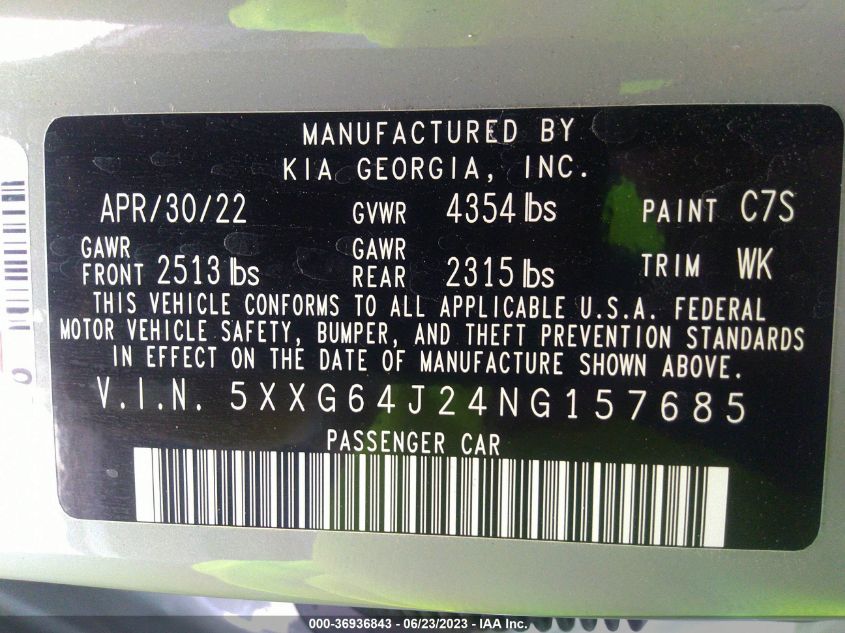 MANUFACTURED BY
KIA GEORGIA, INC.
APR/30/22 GVWR 4354 lbs PAINT C7S
GAWR FRONT 2513 lbs GAWR REAR 2315 lbs TRIM WK
THIS VEHICLE CONFORMS TO ALL APPLICABLE U.S.A. FEDERAL
MOTOR VEHICLE SAFETY, BUMPER, AND THEFT PREVENTION STANDARDS
IN EFFECT ON THE DATE OF MANUFACTURE SHOWN ABOVE.
V.I.N. 5XXG64J24NG157685
PASSENGER CAR
000-36936843 - 06/23/2023 - IAA Inc.